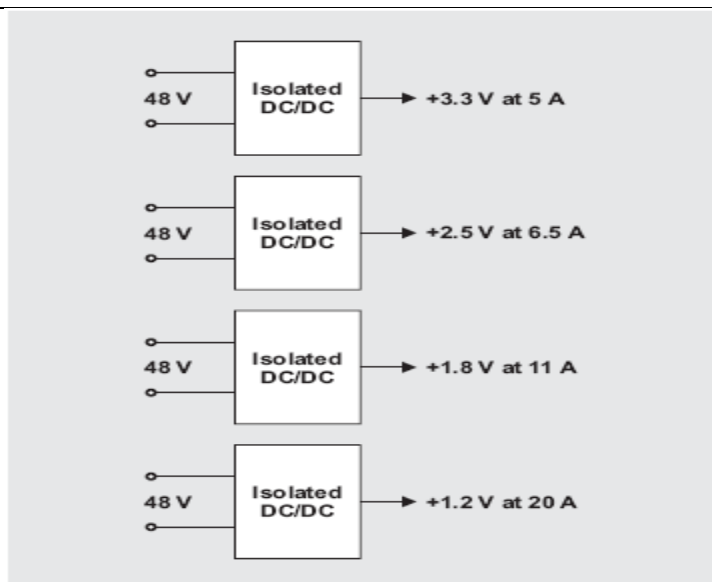 48 V
Isolated
DC/DC
+3.3 V at 5 A
48 V
Isolated
DC/DC
+2.5 V at 6.5 A
48 V
Isolated
DC/DC
+1.8 V at 11 A
48 V
Isolated
DC/DC
+1.2 V at 20 A